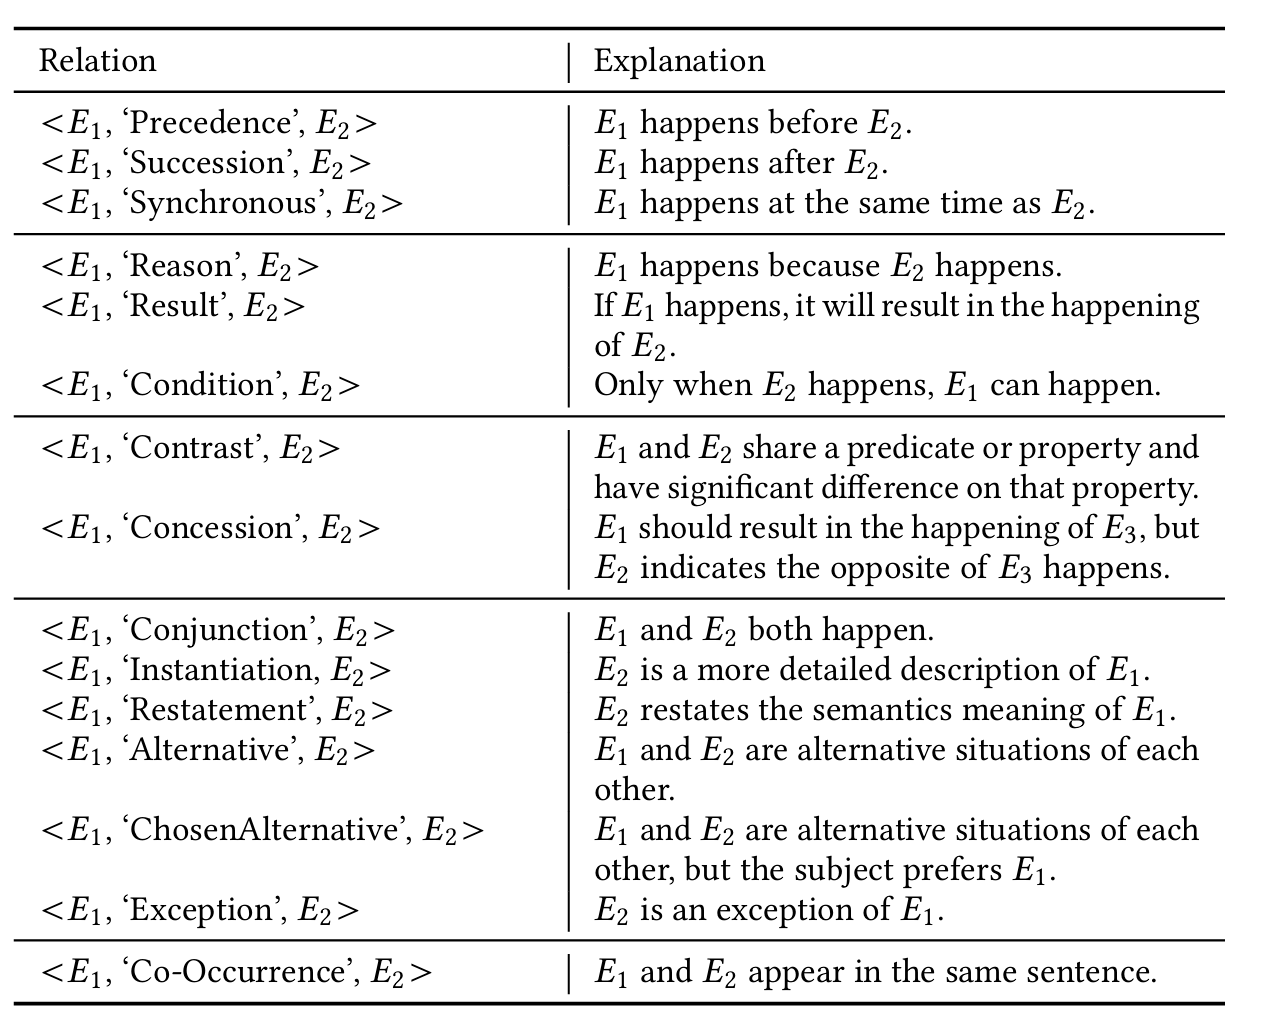 Relation | Explanation
<E1, ‘Precedence’, E2> | E1 happens before E2.
<E1, ‘Succession’, E2> | E1 happens after E2.
<E1, ‘Synchronous’, E2> | E1 happens at the same time as E2.
<E1, ‘Reason’, E2> | E1 happens because E2 happens.
<E1, ‘Result’, E2> | If E1 happens, it will result in the happening
of E2.
<E1, ‘Condition’, E2> | Only when E2 happens, E1 can happen.
<E1, ‘Contrast’, E2> | E1 and E2 share a predicate or property and
have significant difference on that property.
<E1, ‘Concession’, E2> | E1 should result in the happening of E3, but
E2 indicates the opposite of E3 happens.
<E1, ‘Conjunction’, E2> | E1 and E2 both happen.
<E1, ‘Instantiation, E2> | E2 is a more detailed description of E1.
<E1, ‘Restatement’, E2> | E2 restates the semantics meaning of E1.
<E1, ‘Alternative’, E2> | E1 and E2 are alternative situations of each
other.
<E1, ‘ChosenAlternative’, E2> | E1 and E2 are alternative situations of each
other, but the subject prefers E1.
<E1, ‘Exception’, E2> | E2 is an exception of E1.
<E1, ‘Co-Occurrence’, E2> | E1 and E2 appear in the same sentence.